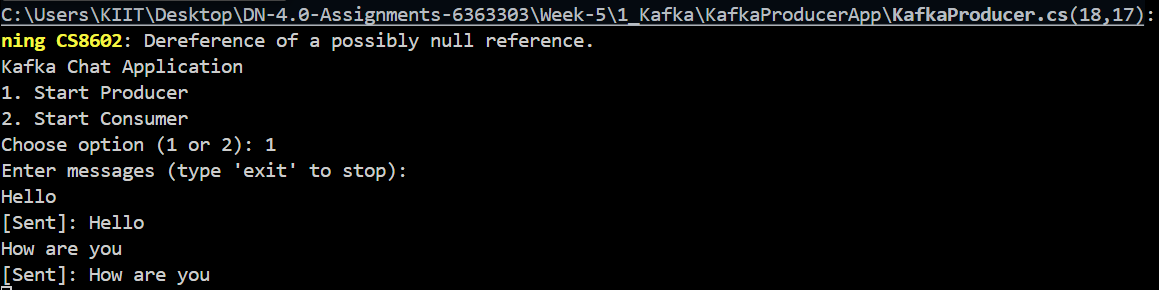 C:\Users\KIIT\Desktop\DN-4.0-Assignments-6363303\Week-5\1_Kafka\KafkaProducerApp\KafkaProducer.cs(18,17):
ning CS8602: Dereference of a possibly null reference.
Kafka Chat Application
1. Start Producer
2. Start Consumer
Choose option (1 or 2): 1
Enter messages (type 'exit' to stop):
Hello
[Sent]: Hello
How are you
[Sent]: How are you